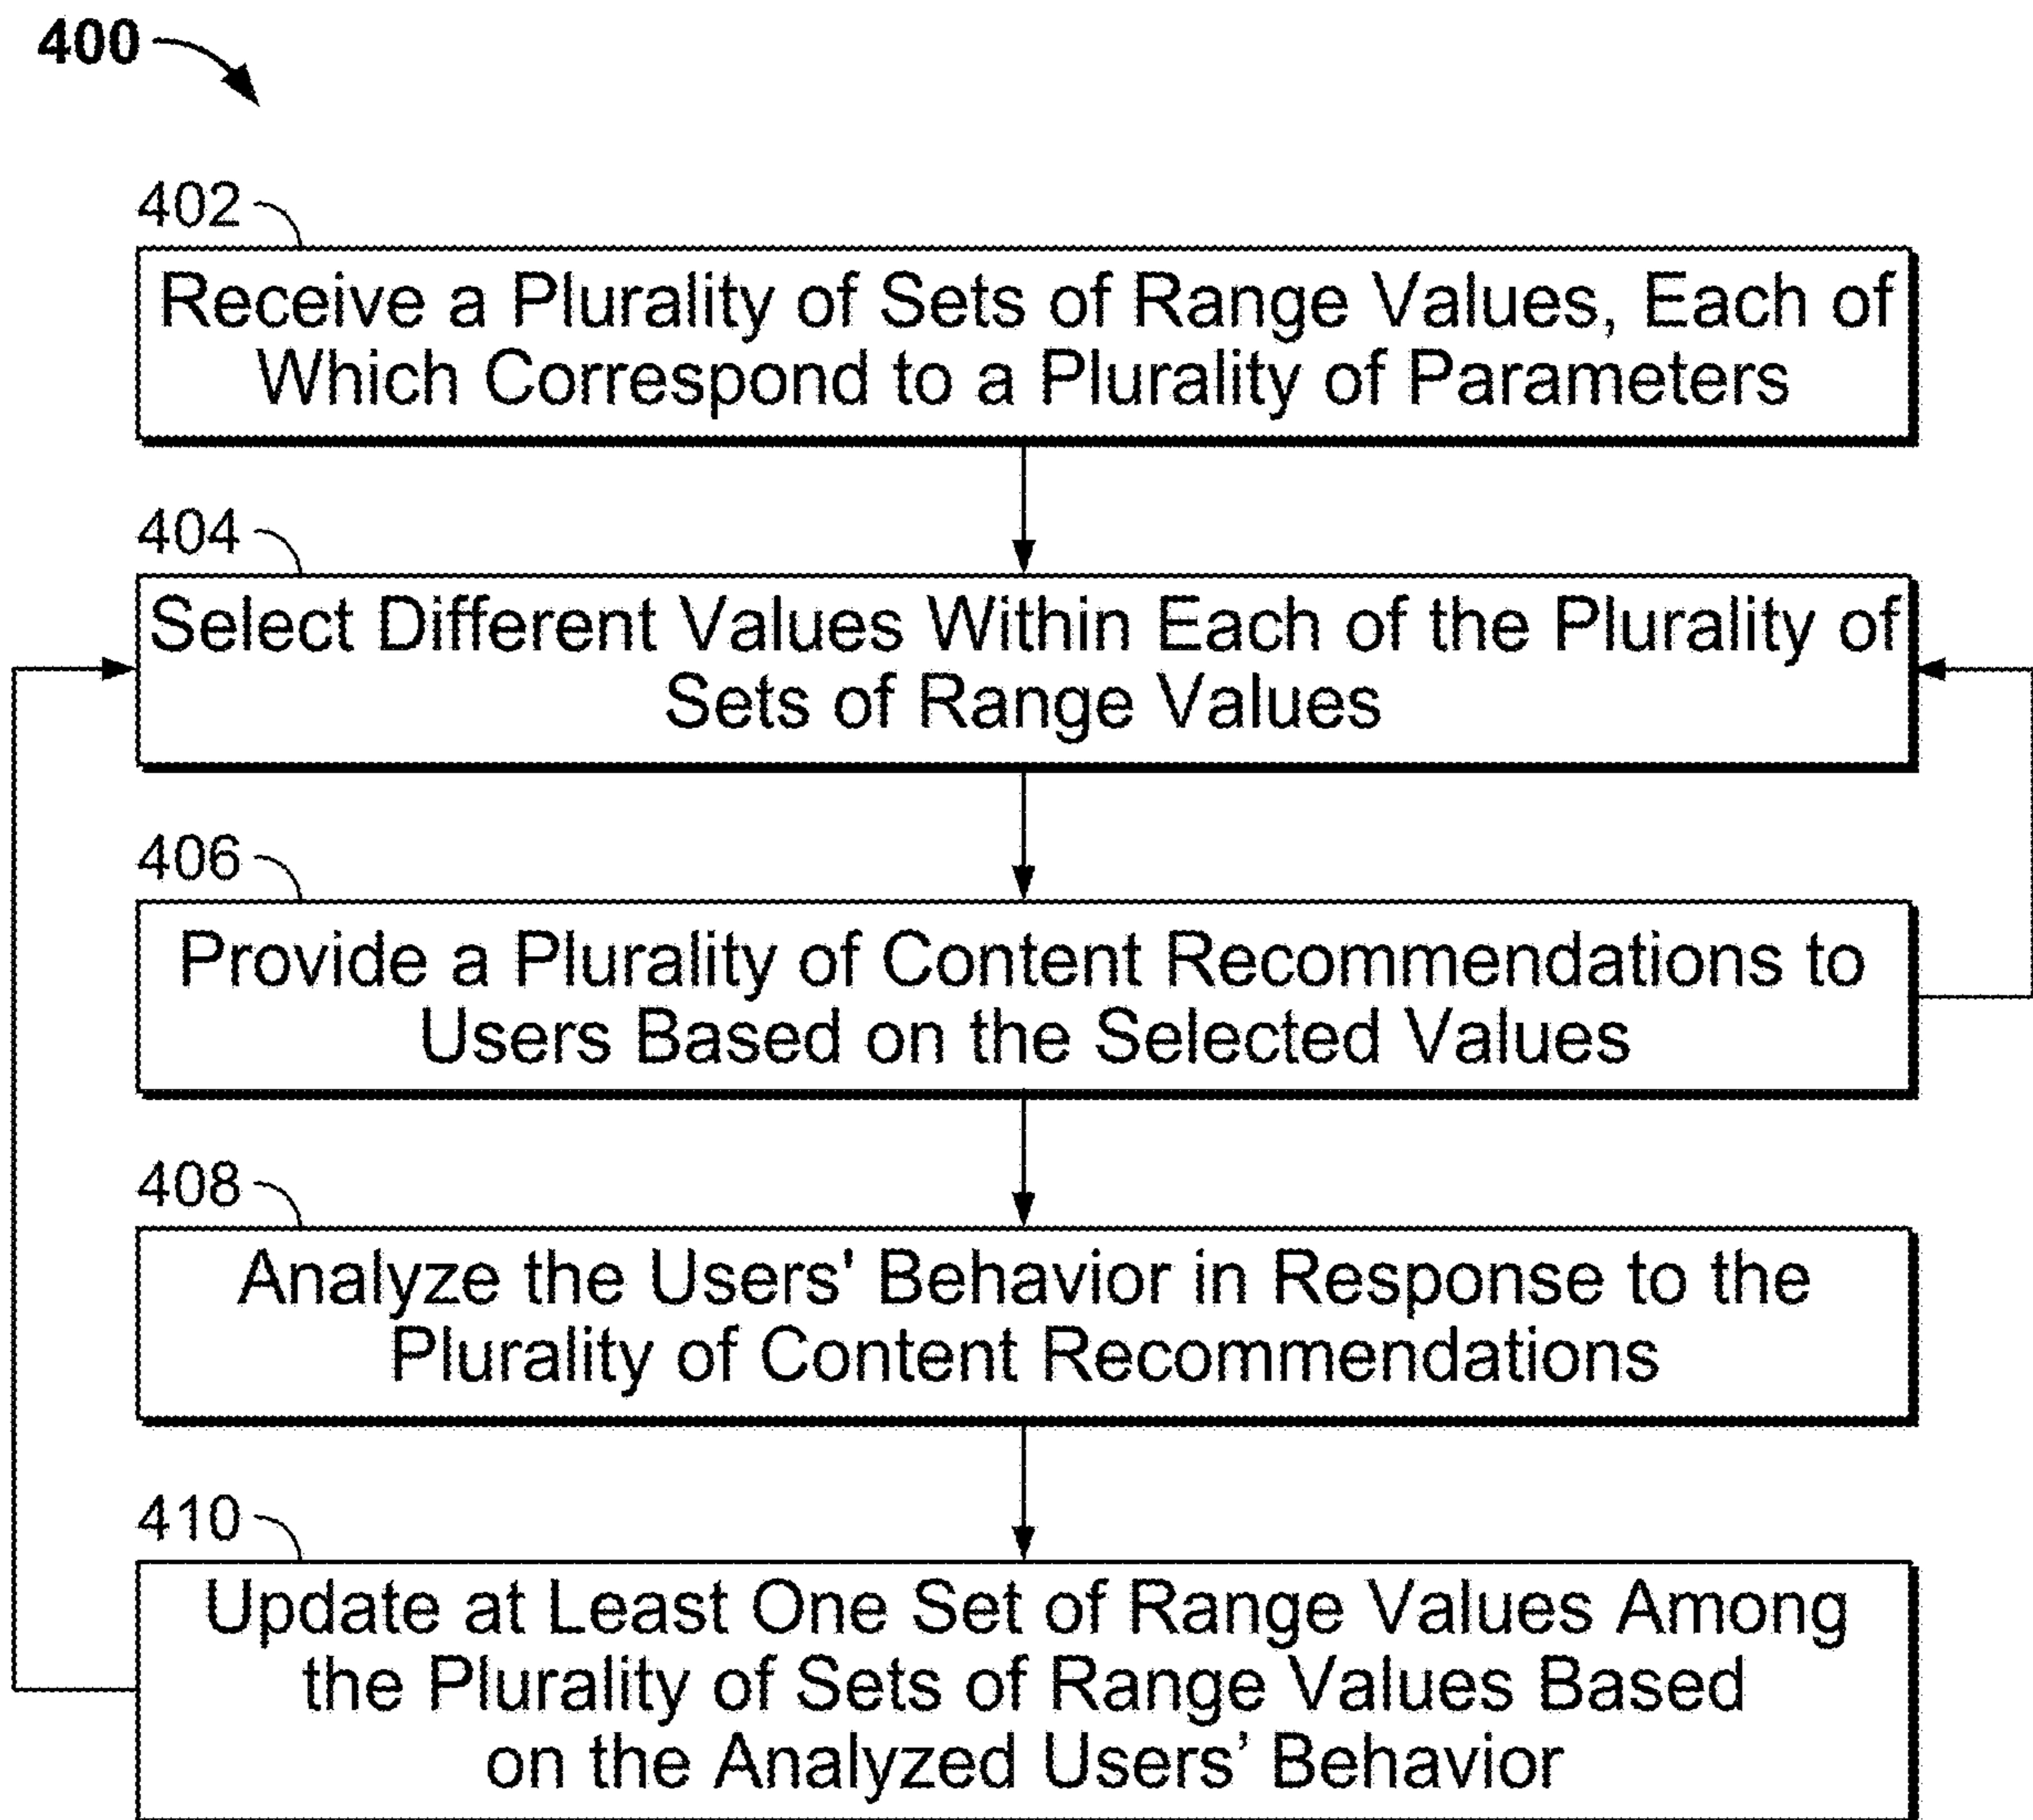 400
402
Receive a Plurality of Sets of Range Values, Each of
Which Correspond to a Plurality of Parameters
404
Select Different Values Within Each of the Plurality of
Sets of Range Values
406
Provide a Plurality of Content Recommendations to
Users Based on the Selected Values
408
Analyze the Users' Behavior in Response to the
Plurality of Content Recommendations
410
Update at Least One Set of Range Values Among
the Plurality of Sets of Range Values Based
on the Analyzed Users’ Behavior